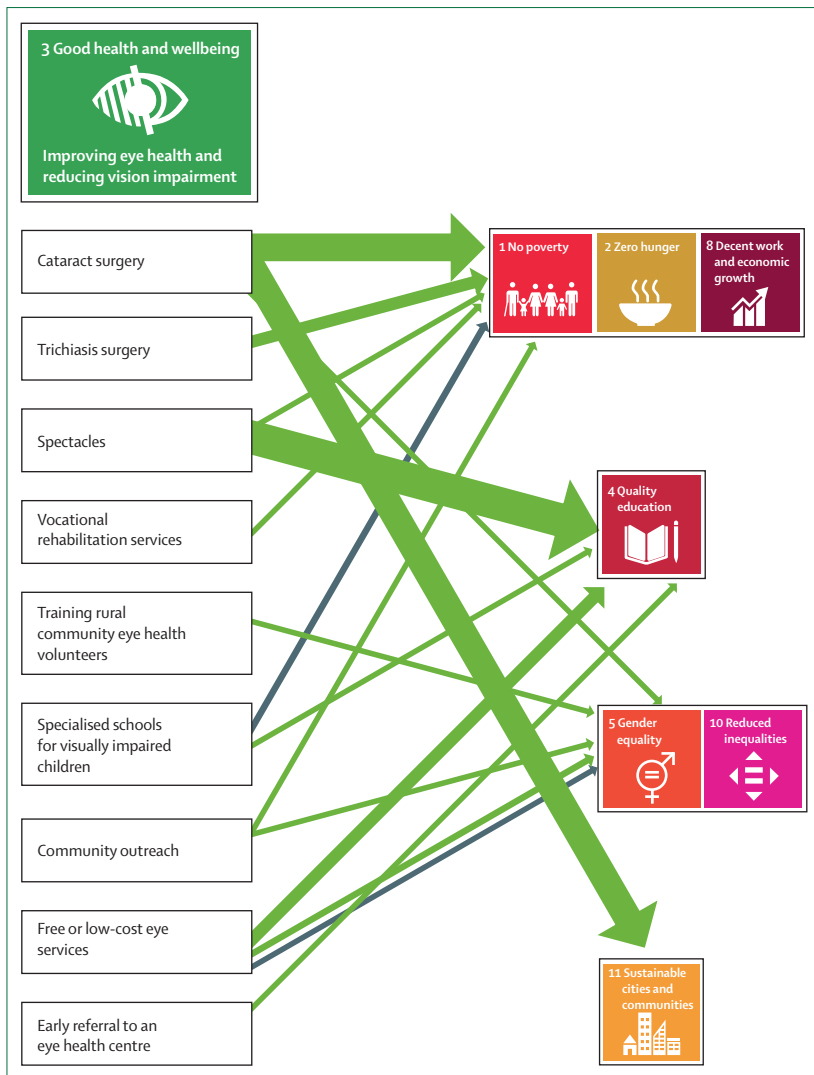 3 Good health and wellbeing
Improving eye health and
reducing vision impairment
Cataract surgery
Trichiasis surgery
Spectacles
Vocational
rehabilitation services
Training rural
community eye health
volunteers
Specialised schools
for visually impaired
children
Community outreach
Free or low-cost eye
services
Early referral to an
eye health centre
1 No poverty
2 Zero hunger
8 Decent work
and economic
growth
4 Quality
education
5 Gender
equality
10 Reduced
inequalities
11 Sustainable
cities and
communities